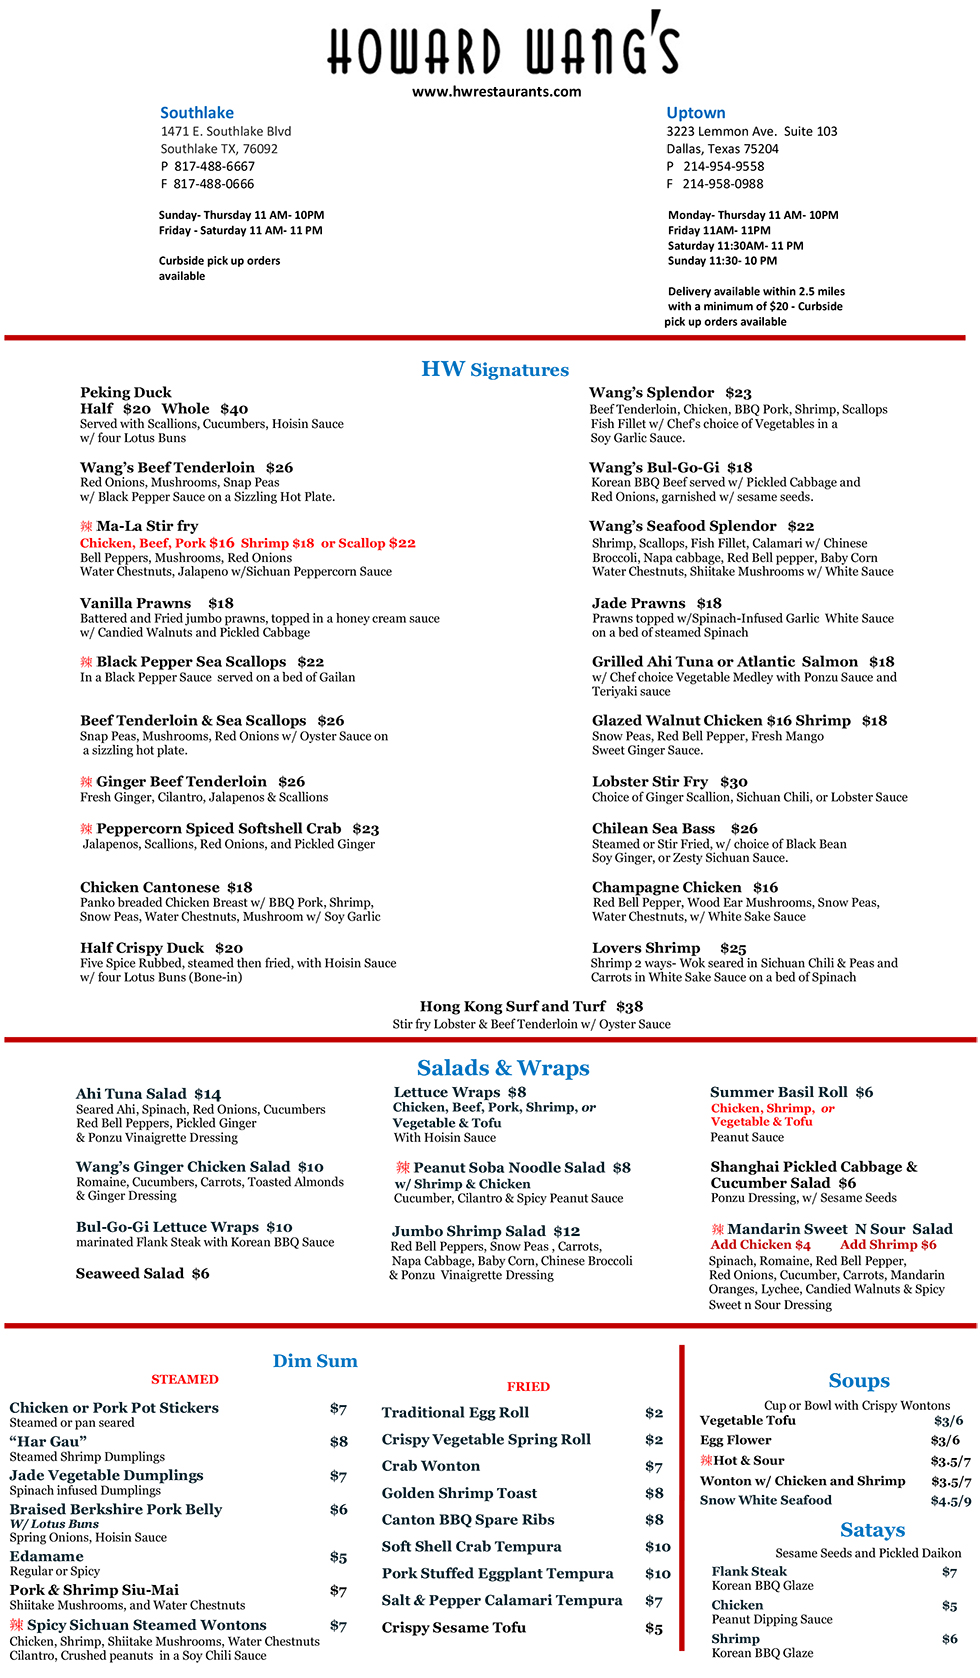 HOWARD WANG'S
www.hwrestaurants.com
Southlake
1471 E. Southlake Blvd
Southlake TX, 76092
P 817-488-6667
F 817-488-0666
Sunday- Thursday 11 AM- 10PM
Friday - Saturday 11 AM- 11 PM
Curbside pick up orders
available
Uptown
3223 Lemmon Ave. Suite 103
Dallas, Texas 75204
P 214-954-9558
F 214-958-0988
Monday- Thursday 11 AM- 10PM
Friday 11AM- 11PM
Saturday 11:30AM- 11 PM
Sunday 11:30- 10 PM
Delivery available within 2.5 miles
with a minimum of $20 - Curbside
pick up orders available
HW Signatures
Peking Duck
Half $20 Whole $40
Served with Scallions, Cucumbers, Hoisin Sauce
w/ four Lotus Buns
Wang's Beef Tenderloin $26
Red Onions, Mushrooms, Snap Peas
w/ Black Pepper Sauce on a Sizzling Hot Plate.
辣 Ma-La Stir fry
Chicken, Beef, Pork $16 Shrimp $18 or Scallop $22
Bell Peppers, Mushrooms, Red Onions
Water Chestnuts, Jalapeno w/Sichuan Peppercorn Sauce
Vanilla Prawns $18
Battered and Fried jumbo prawns, topped in a honey cream sauce
w/ Candied Walnuts and Pickled Cabbage
辣 Black Pepper Sea Scallops $22
In a Black Pepper Sauce served on a bed of Gailan
Beef Tenderloin & Sea Scallops $26
Snap Peas, Mushrooms, Red Onions w/ Oyster Sauce on
a sizzling hot plate.
辣 Ginger Beef Tenderloin $26
Fresh Ginger, Cilantro, Jalapenos & Scallions
辣 Peppercorn Spiced Softshell Crab $23
Jalapenos, Scallions, Red Onions, and Pickled Ginger
Chicken Cantonese $18
Panko breaded Chicken Breast w/ BBQ Pork, Shrimp,
Snow Peas, Water Chestnuts, Mushroom w/ Soy Garlic
Half Crispy Duck $20
Five Spice Rubbed, steamed then fried, with Hoisin Sauce
w/ four Lotus Buns (Bone-in)
Wang's Splendor $23
Beef Tenderloin, Chicken, BBQ Pork, Shrimp, Scallops
Fish Fillet w/ Chef's choice of Vegetables in a
Soy Garlic Sauce.
Wang's Bul-Go-Gi $18
Korean BBQ Beef served w/ Pickled Cabbage and
Red Onions, garnished w/ sesame seeds.
Wang's Seafood Splendor $22
Shrimp, Scallops, Fish Fillet, Calamari w/ Chinese
Broccoli, Napa cabbage, Red Bell pepper, Baby Corn
Water Chestnuts, Shiitake Mushrooms w/ White Sauce
Jade Prawns $18
Prawns topped w/Spinach-Infused Garlic White Sauce
on a bed of steamed Spinach
Grilled Ahi Tuna or Atlantic Salmon $18
w/ Chef choice Vegetable Medley with Ponzu Sauce and
Teriyaki sauce
Glazed Walnut Chicken $16 Shrimp $18
Snow Peas, Red Bell Pepper, Fresh Mango
Sweet Ginger Sauce.
Lobster Stir Fry $30
Choice of Ginger Scallion, Sichuan Chili, or Lobster Sauce
Chilean Sea Bass $26
Steamed or Stir Fried, w/ choice of Black Bean
Soy Ginger, or Zesty Sichuan Sauce.
Champagne Chicken $16
Red Bell Pepper, Wood Ear Mushrooms, Snow Peas,
Water Chestnuts, w/ White Sake Sauce
Lovers Shrimp $25
Shrimp 2 ways- Wok seared in Sichuan Chili & Peas and
Carrots in White Sake Sauce on a bed of Spinach
Hong Kong Surf and Turf $38
Stir fry Lobster & Beef Tenderloin w/ Oyster Sauce
Salads & Wraps
Ahi Tuna Salad $14
Seared Ahi, Spinach, Red Onions, Cucumbers
Red Bell Peppers, Pickled Ginger
& Ponzu Vinaigrette Dressing
Wang's Ginger Chicken Salad $10
Romaine, Cucumbers, Carrots, Toasted Almonds
& Ginger Dressing
Bul-Go-Gi Lettuce Wraps $10
marinated Flank Steak with Korean BBQ Sauce
Seaweed Salad $6
Lettuce Wraps $8
Chicken, Beef, Pork, Shrimp, or
Vegetable & Tofu
With Hoisin Sauce
辣 Peanut Soba Noodle Salad $8
w/ Shrimp & Chicken
Cucumber, Cilantro & Spicy Peanut Sauce
Jumbo Shrimp Salad $12
Red Bell Peppers, Snow Peas , Carrots,
Napa Cabbage, Baby Corn, Chinese Broccoli
& Ponzu Vinaigrette Dressing
Summer Basil Roll $6
Chicken, Shrimp, or
Vegetable & Tofu
Peanut Sauce
Shanghai Pickled Cabbage &
Cucumber Salad $6
Ponzu Dressing, w/ Sesame Seeds
辣 Mandarin Sweet N Sour Salad
Add Chicken $4 Add Shrimp $6
Spinach, Romaine, Red Bell Pepper,
Red Onions, Cucumber, Carrots, Mandarin
Oranges, Lychee, Candied Walnuts & Spicy
Sweet n Sour Dressing
Dim Sum
STEAMED
Chicken or Pork Pot Stickers $7
Steamed or pan seared
"Har Gau" $8
Steamed Shrimp Dumplings
Jade Vegetable Dumplings $7
Spinach infused Dumplings
Braised Berkshire Pork Belly $6
W/ Lotus Buns
Spring Onions, Hoisin Sauce
Edamame $5
Regular or Spicy
Pork & Shrimp Siu-Mai $7
Shiitake Mushrooms, and Water Chestnuts
辣 Spicy Sichuan Steamed Wontons $7
Chicken, Shrimp, Shiitake Mushrooms, Water Chestnuts
Cilantro, Crushed peanuts in a Soy Chili Sauce
FRIED
Traditional Egg Roll $2
Crispy Vegetable Spring Roll $2
Crab Wonton $7
Golden Shrimp Toast $8
Canton BBQ Spare Ribs $8
Soft Shell Crab Tempura $10
Pork Stuffed Eggplant Tempura $10
Salt & Pepper Calamari Tempura $7
Crispy Sesame Tofu $5
Soups
Cup or Bowl with Crispy Wontons
Vegetable Tofu $3/6
Egg Flower $3/6
辣Hot & Sour $3.5/7
Wonton w/ Chicken and Shrimp $3.5/7
Snow White Seafood $4.5/9
Satays
Sesame Seeds and Pickled Daikon
Flank Steak $7
Korean BBQ Glaze
Chicken $5
Peanut Dipping Sauce
Shrimp $6
Korean BBQ Glaze